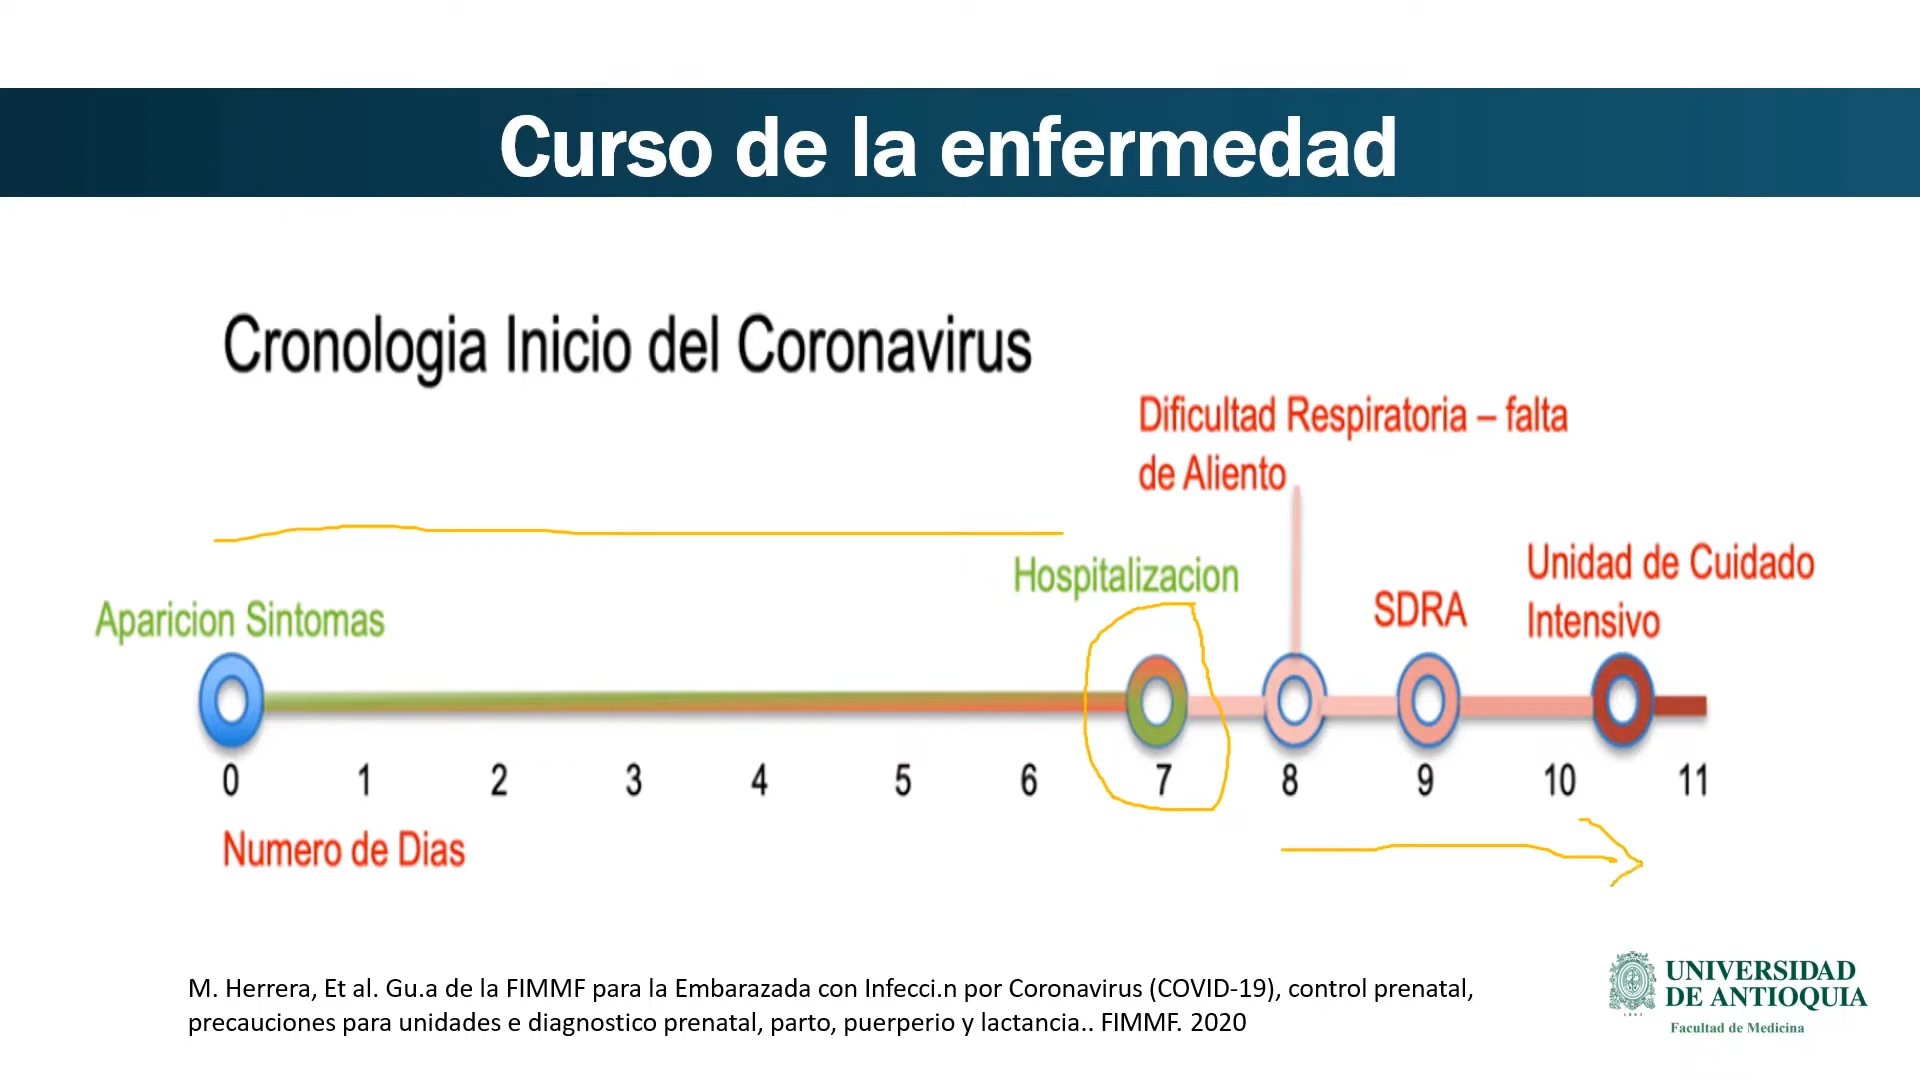 Curso de la enfermedad
Cronologia Inicio del Coronavirus
Dificultad Respiratoria – falta
de Aliento
Hospitalizacion
Unidad de Cuidado
Intensivo
SDRA
Aparicion Sintomas
0 1 2 3 4 5 6 7 8 9 10 11
Numero de Dias
M. Herrera, Et al. Gu.a de la FIMMF para la Embarazada con Infecci.n por Coronavirus (COVID-19), control prenatal,
precauciones para unidades e diagnostico prenatal, parto, puerperio y lactancia.. FIMMF. 2020
UNIVERSIDAD
DE ANTIOQUIA
Facultad de Medicina